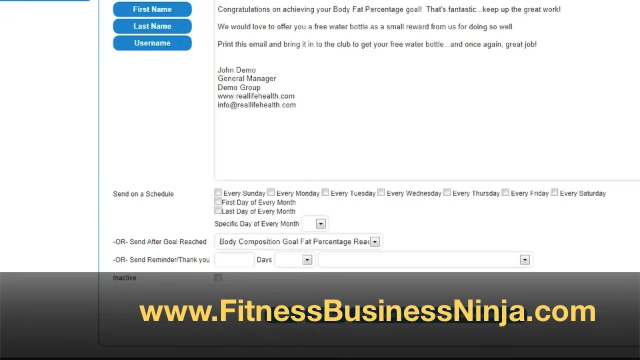 First Name
Last Name
Username
Congratulations on achieving your Body Fat Percentage goal! That's fantastic...keep up the great work!
We would love to offer you a free water bottle as a small reward from us for doing so well
Print this email and bring it in to the club to get your free water bottle...and once again, great job!
John Demo
General Manager
Demo Group
www.reallifehealth.com
info@reallifehealth.com
Send on a Schedule
Every Sunday Every Monday Every Tuesday Every Wednesday Every Thursday Every Friday Every Saturday
First Day of Every Month
Last Day of Every Month
Specific Day of Every Month
-OR- Send After Goal Reached
Body Composition Goal Fat Percentage Reac
-OR- Send Reminder/Thank you
Days
Inactive
www.FitnessBusinessNinja.com